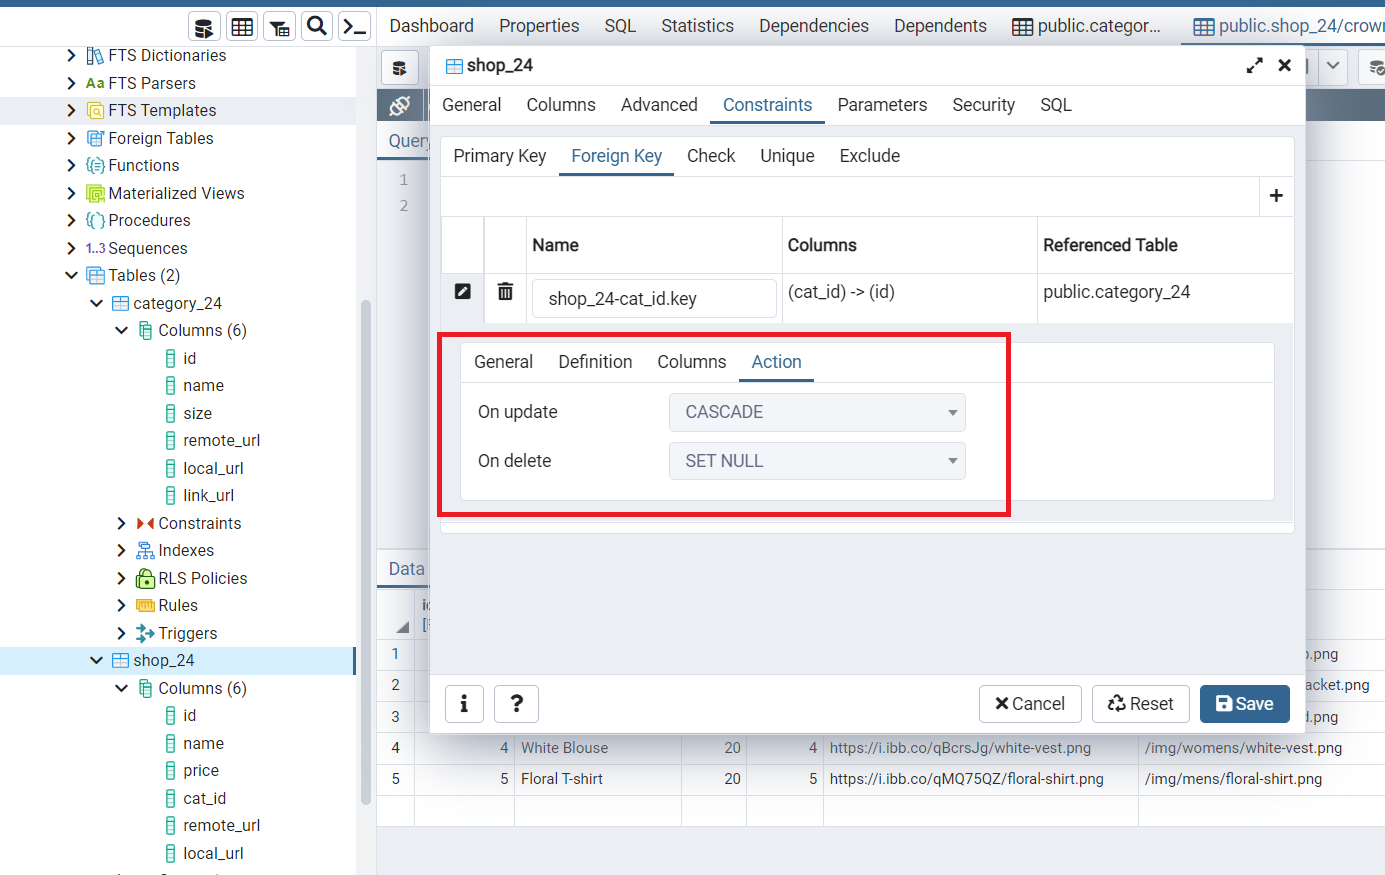 Dashboard Properties SQL Statistics Dependencies Dependents public.categor... public.shop_24/crow
FTS Dictionaries
FTS Parsers
FTS Templates
Foreign Tables
Functions
Materialized Views
Procedures
1..3 Sequences
Tables (2)
category_24
Columns (6)
id
name
size
remote_url
local_url
link_url
Constraints
Indexes
RLS Policies
Rules
Triggers
shop_24
Columns (6)
id
name
price
cat_id
remote_url
local_url
Query
1
2
shop_24
General Columns Advanced Constraints Parameters Security SQL
Primary Key Foreign Key Check Unique Exclude
Name Columns Referenced Table
shop_24-cat_id.key (cat_id) -> (id) public.category_24
General Definition Columns Action
On update CASCADE
On delete SET NULL
Cancel Reset Save
Data
1 .png
2 acket.png
3 .png
4 4 White Blouse 20 4 https://i.ibb.co/qBcrsJg/white-vest.png /img/womens/white-vest.png
5 5 Floral T-shirt 20 5 https://i.ibb.co/qMQ75QZ/floral-shirt.png /img/mens/floral-shirt.png